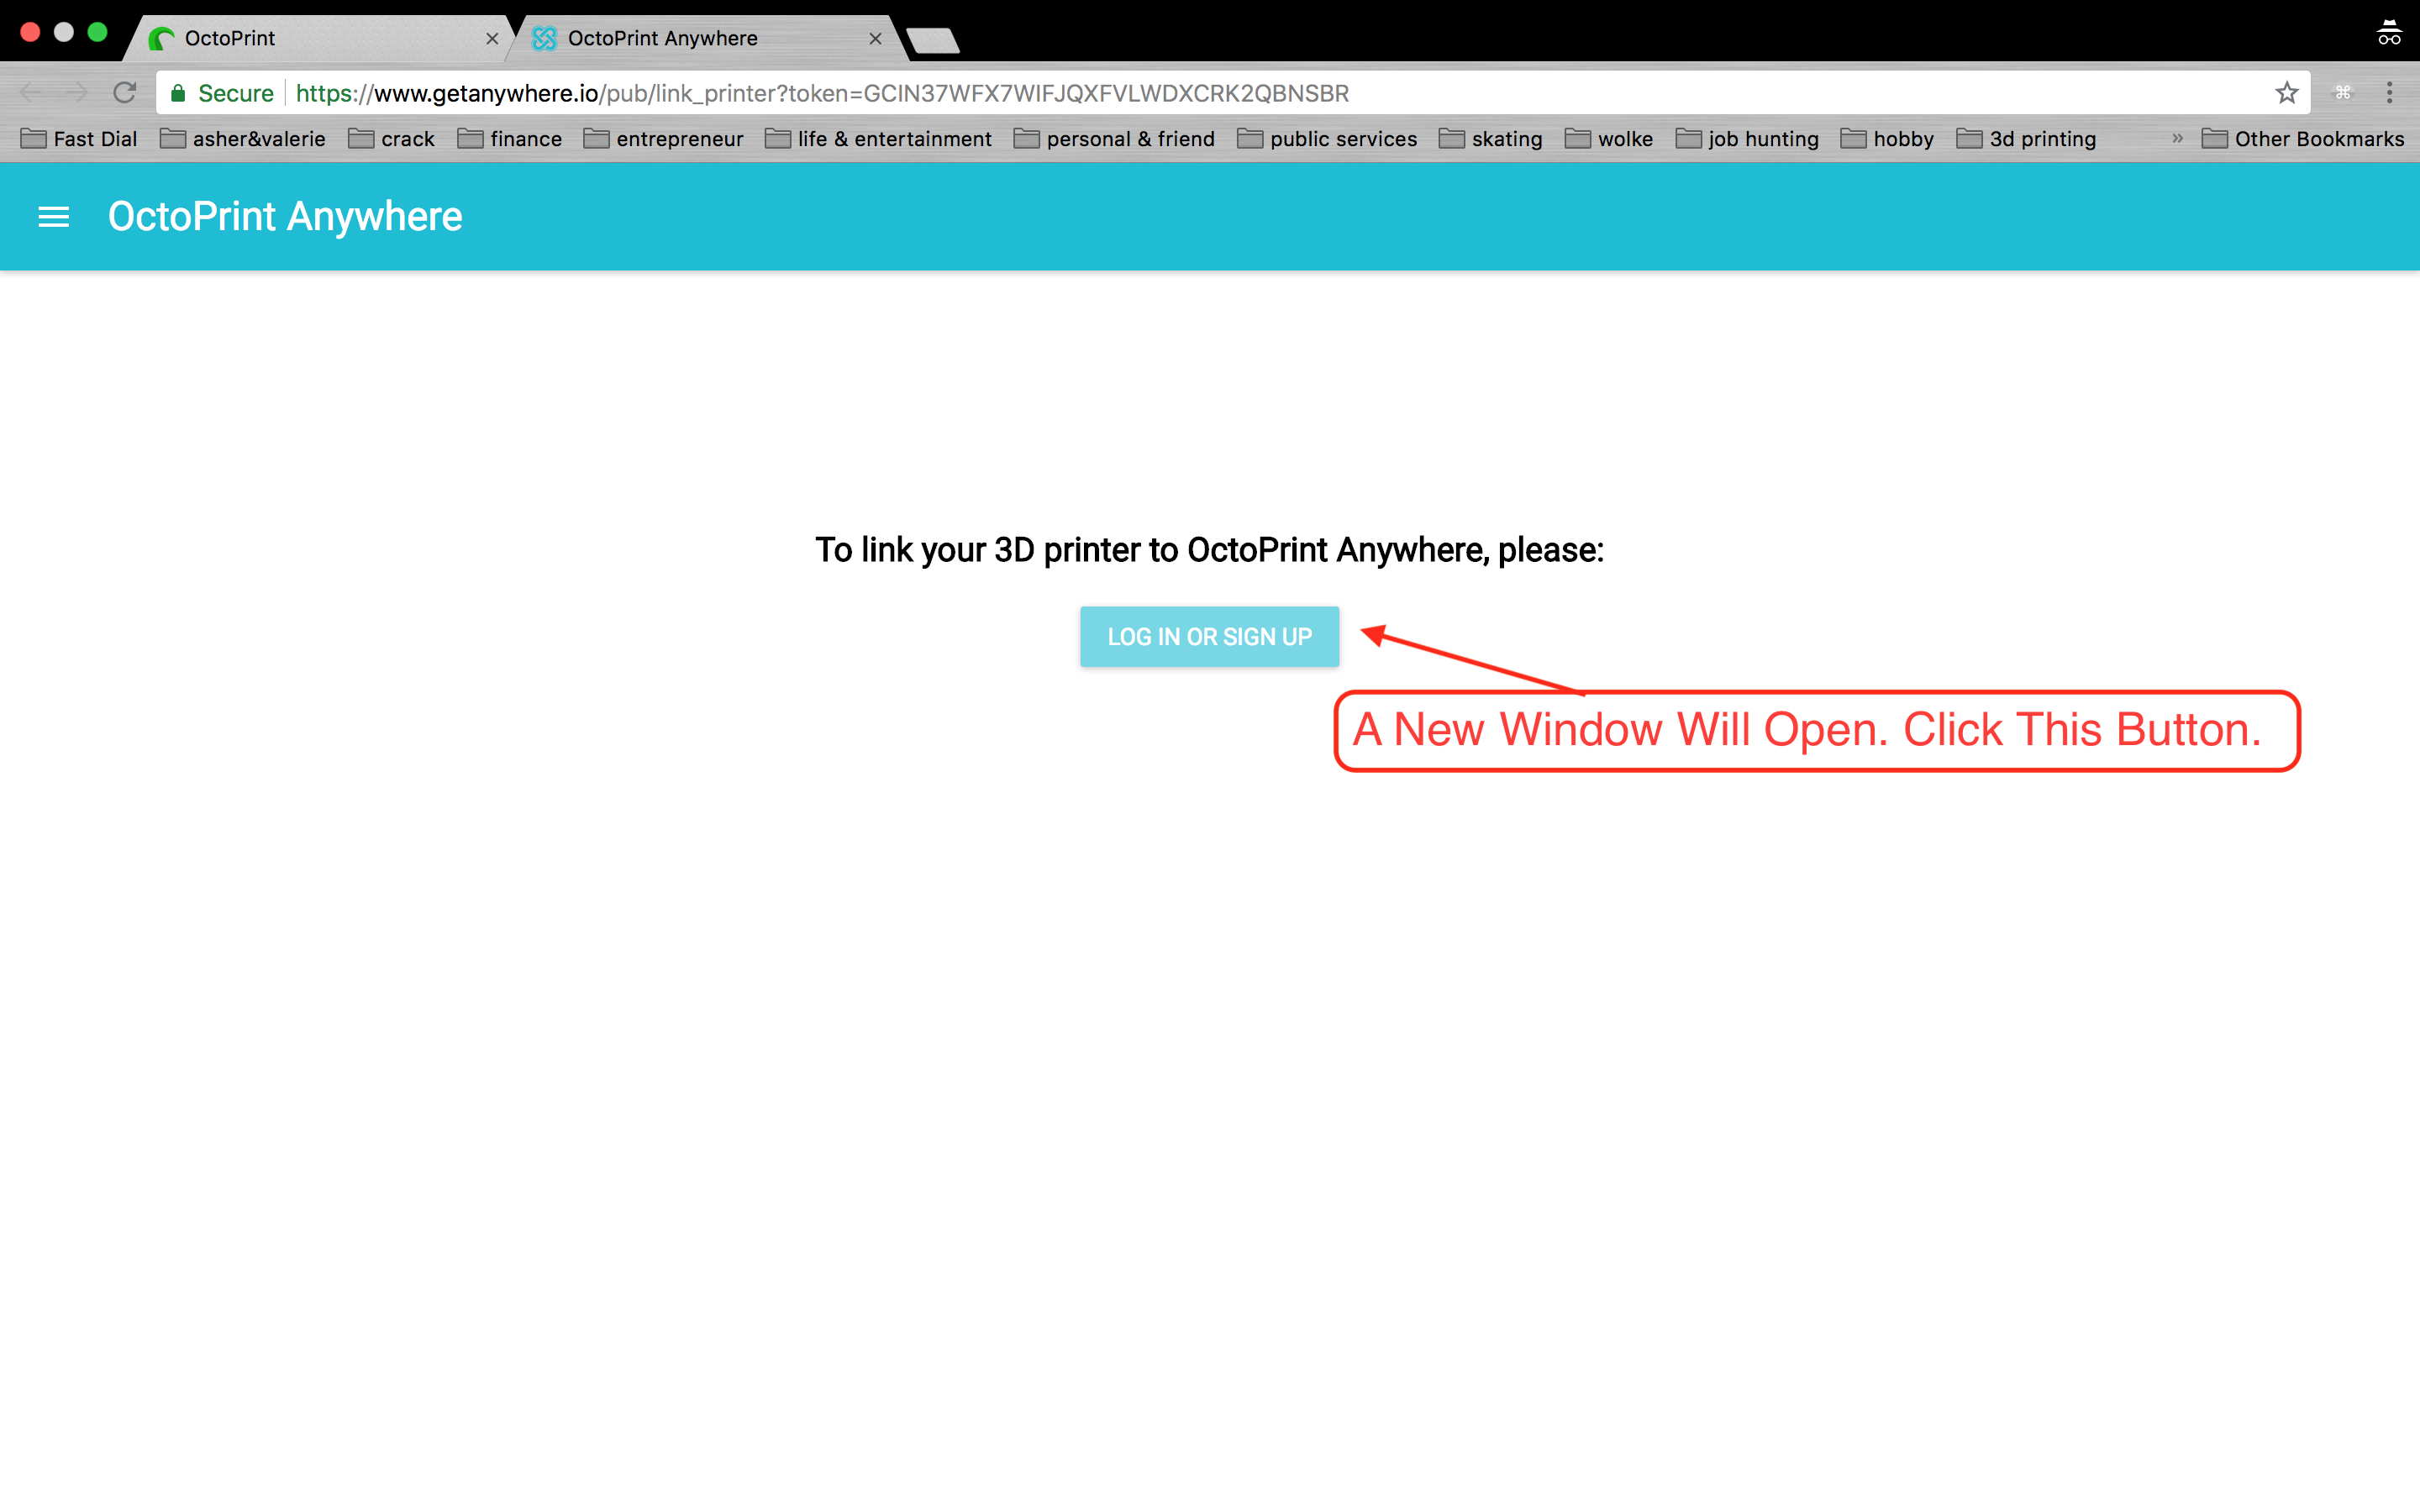 OctoPrint
OctoPrint Anywhere
Secure https://www.getanywhere.io/pub/link_printer?token=GCIN37WFX7WIFJQXFVLWDXCRK2QBNSBR
Fast Dial asher&valerie crack finance entrepreneur life & entertainment personal & friend public services skating wolke job hunting hobby 3d printing » Other Bookmarks
OctoPrint Anywhere
To link your 3D printer to OctoPrint Anywhere, please:
LOG IN OR SIGN UP
A New Window Will Open. Click This Button.